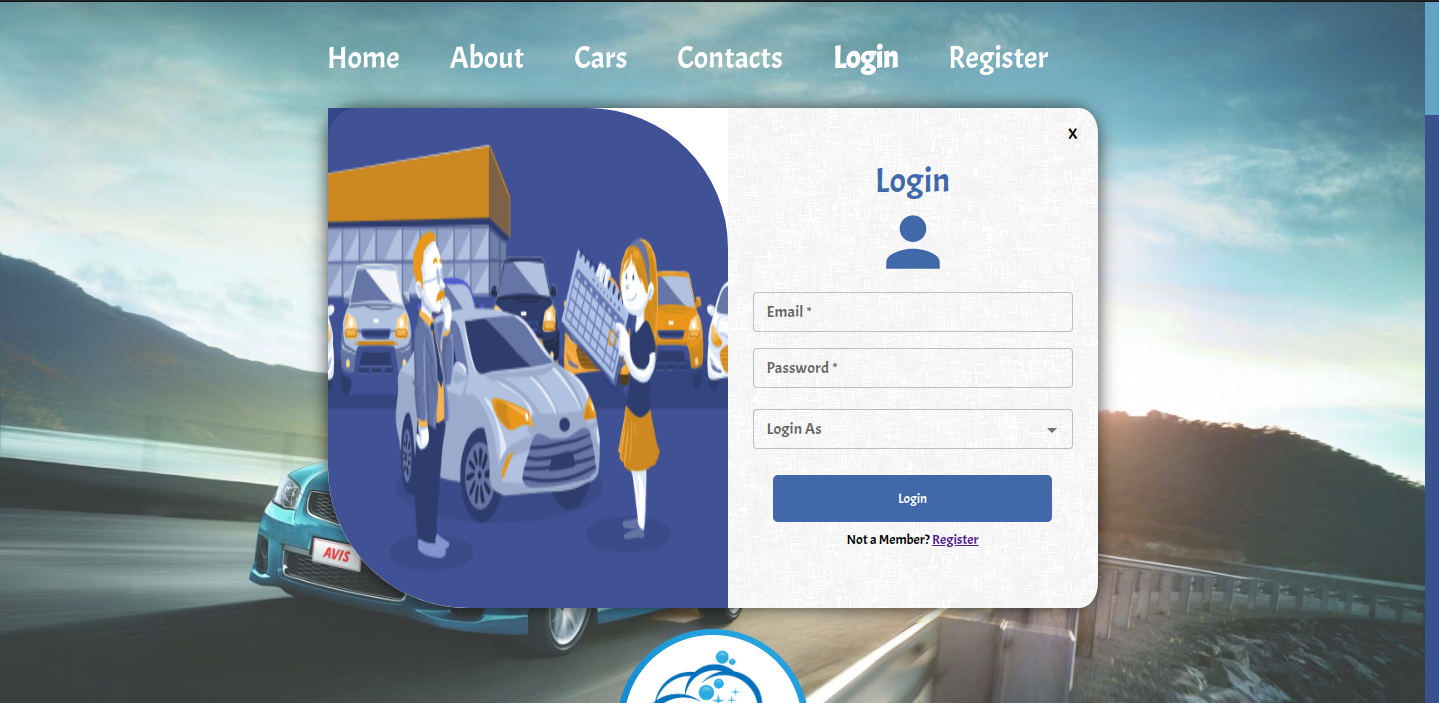 Home About Cars Contacts Login Register
X
Login
Email *
Password *
Login As
Login
Not a Member? Register
AVIS